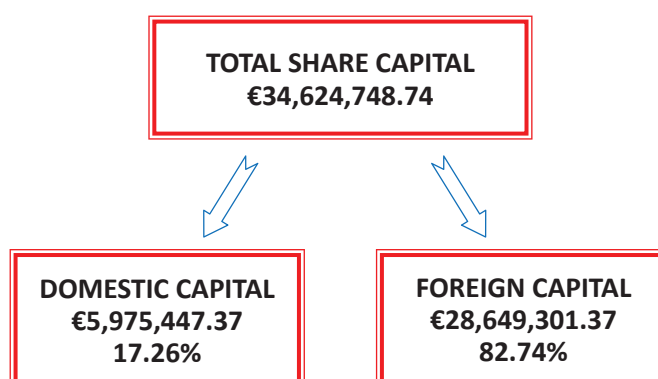 TOTAL SHARE CAPITAL
€34,624,748.74
DOMESTIC CAPITAL
€5,975,447.37
17.26%
FOREIGN CAPITAL
€28,649,301.37
82.74%